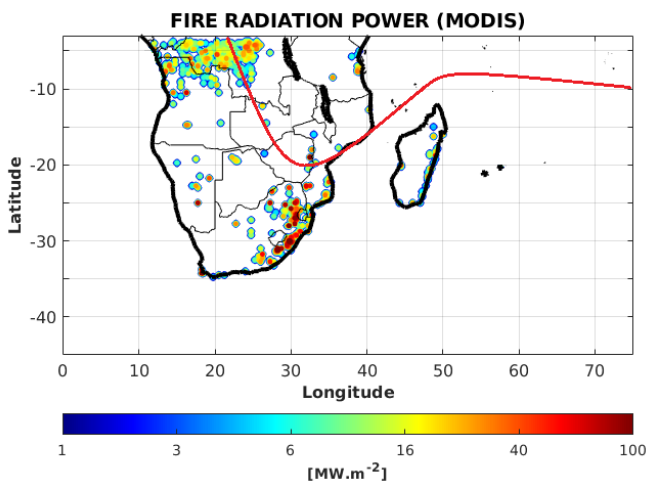 FIRE RADIATION POWER (MODIS)
-10
-20
-30
-40
Latitude
0 10 20 30 40 50 60 70
Longitude
1 3 6 16 40 100
[MW.m⁻²]